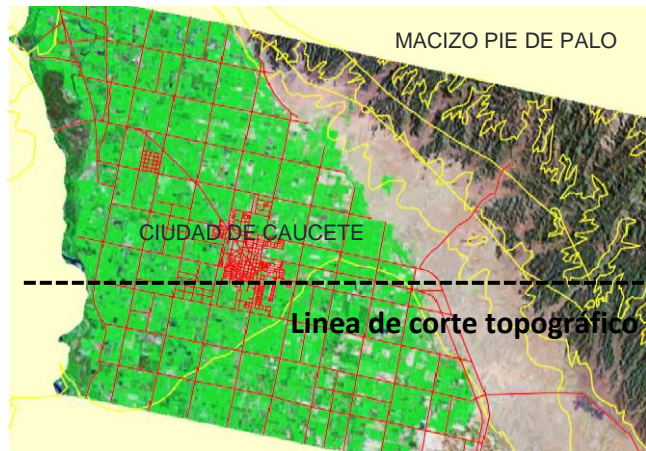 MACIZO PIE DE PALO
CIUDAD DE CAUCETE
Linea de corte topográfico